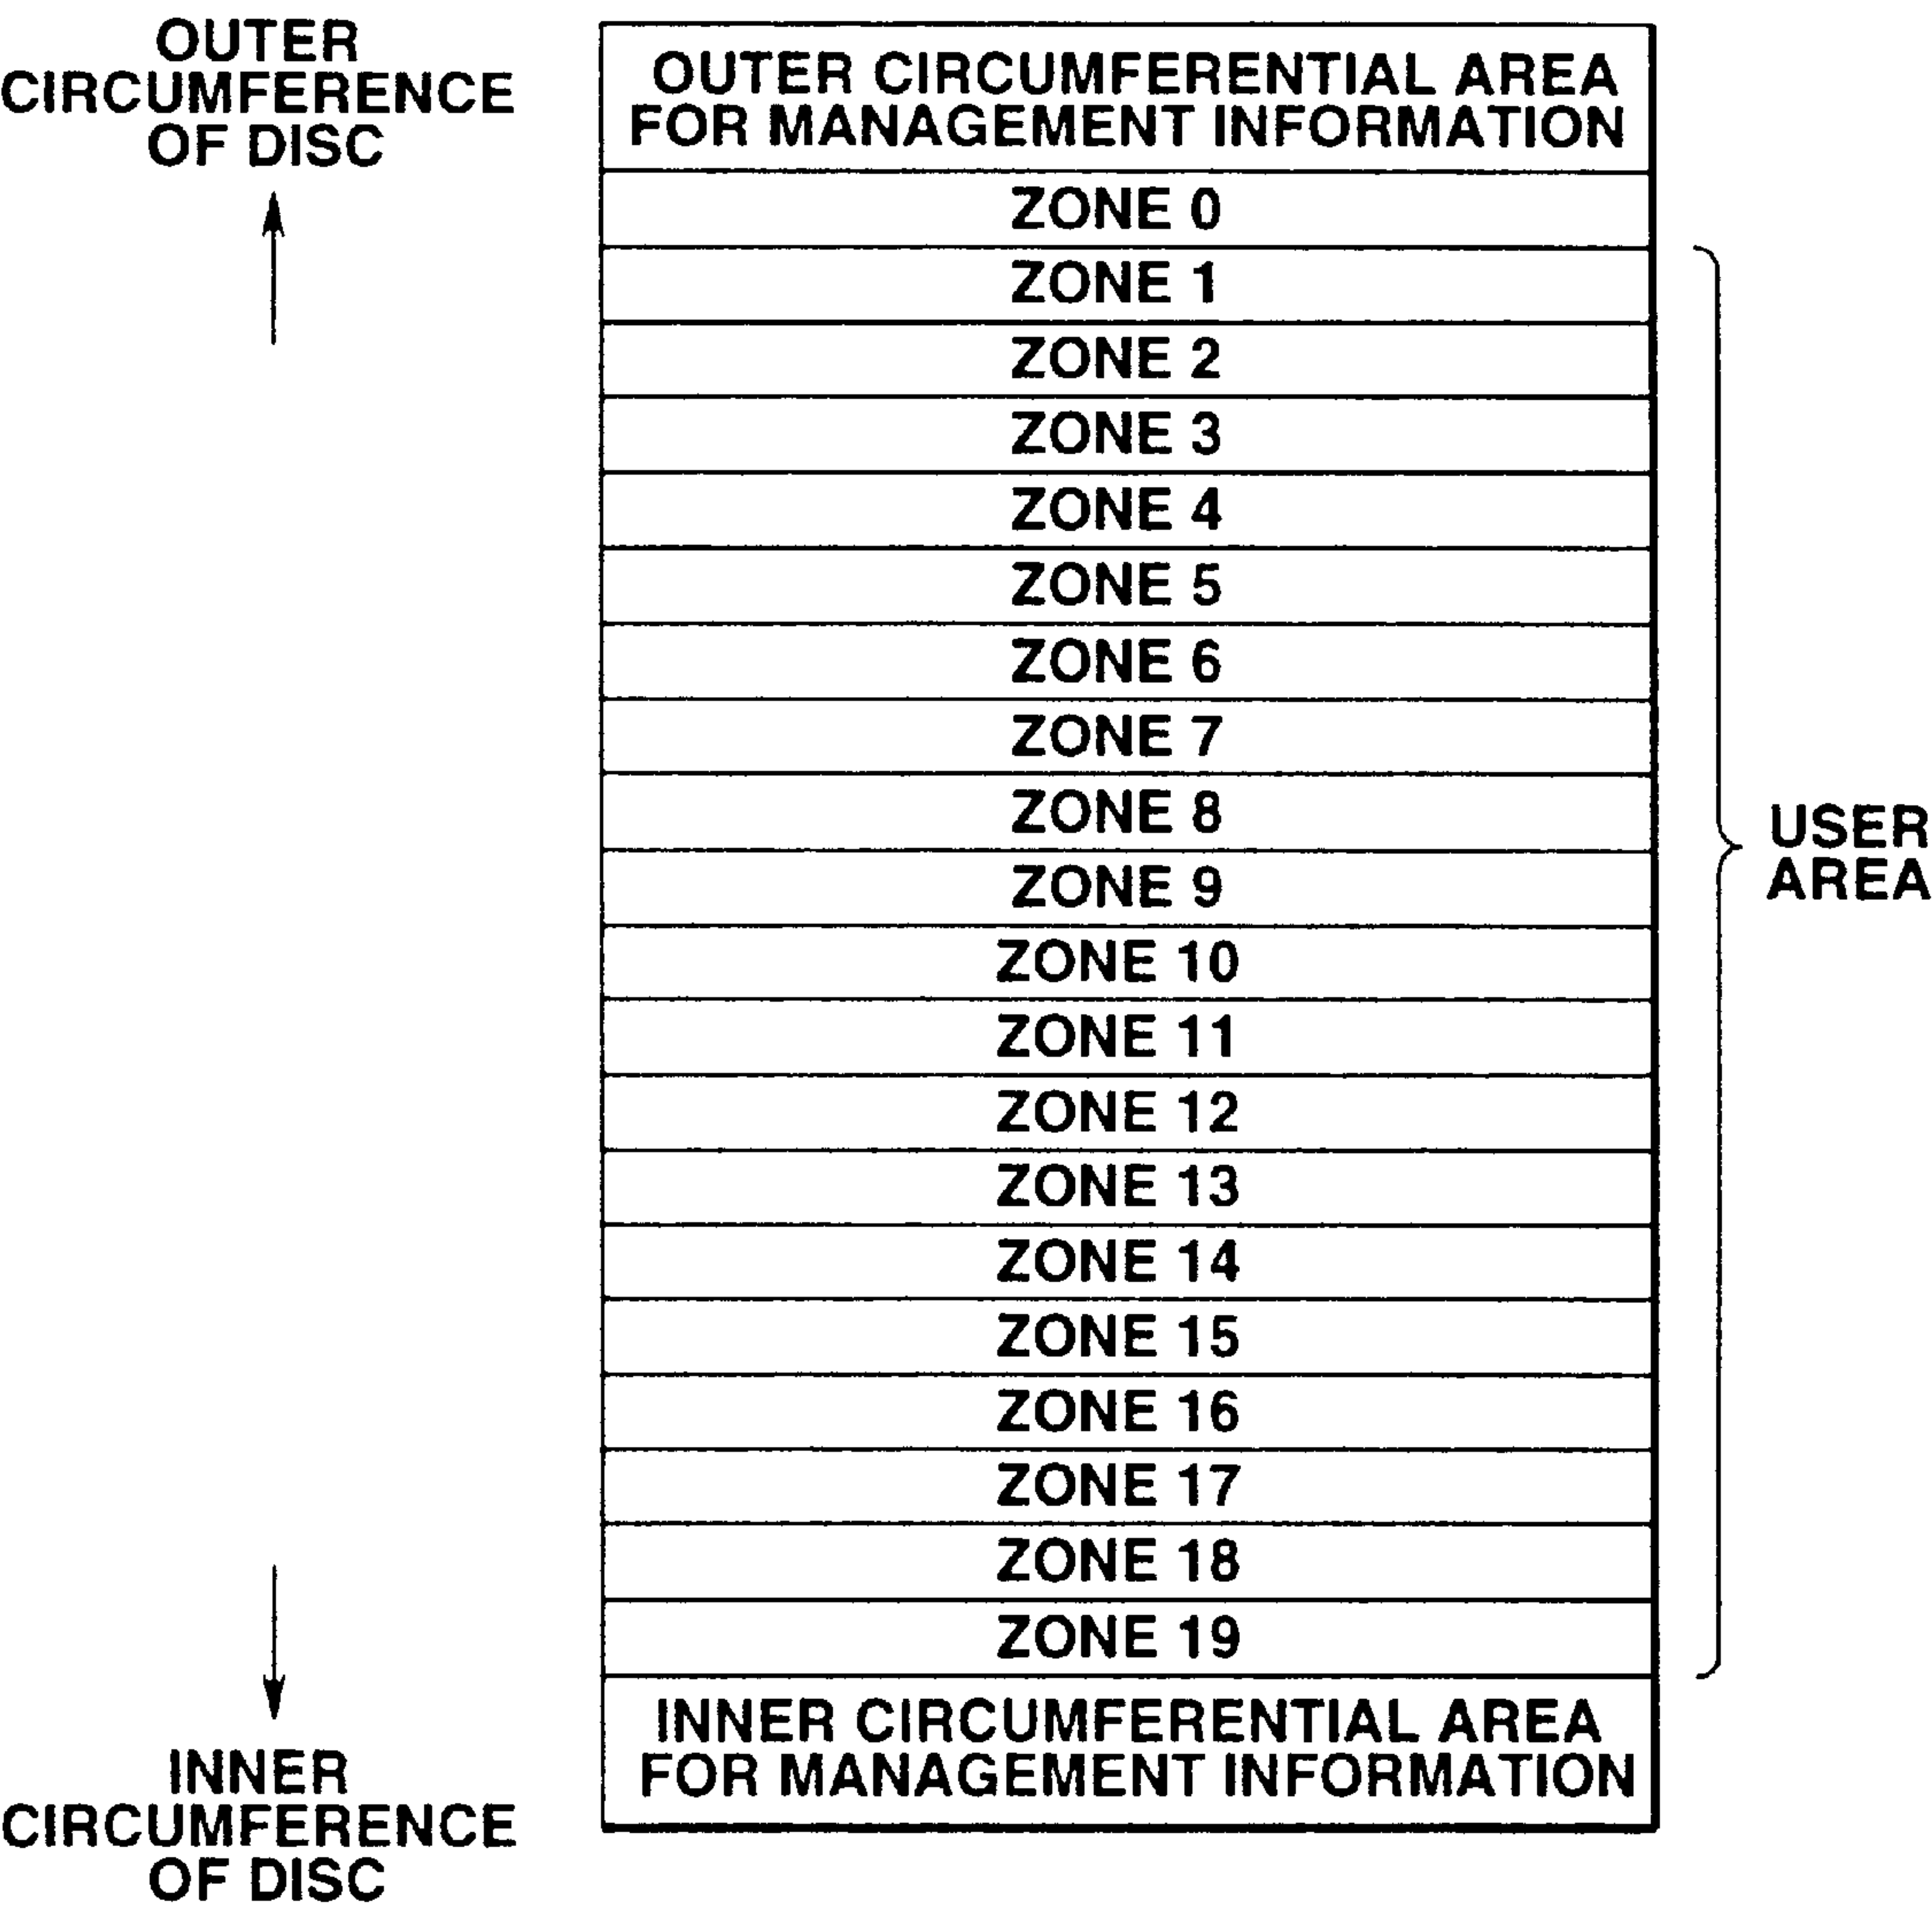 OUTER
CIRCUMFERENCE
OF DISC
OUTER CIRCUMFERENTIAL AREA
FOR MANAGEMENT INFORMATION
ZONE 0
ZONE 1
ZONE 2
ZONE 3
ZONE 4
ZONE 5
ZONE 6
ZONE 7
ZONE 8
ZONE 9
ZONE 10
ZONE 11
ZONE 12
ZONE 13
ZONE 14
ZONE 15
ZONE 16
ZONE 17
ZONE 18
ZONE 19
USER
AREA
INNER CIRCUMFERENTIAL AREA
FOR MANAGEMENT INFORMATION
INNER
CIRCUMFERENCE
OF DISC